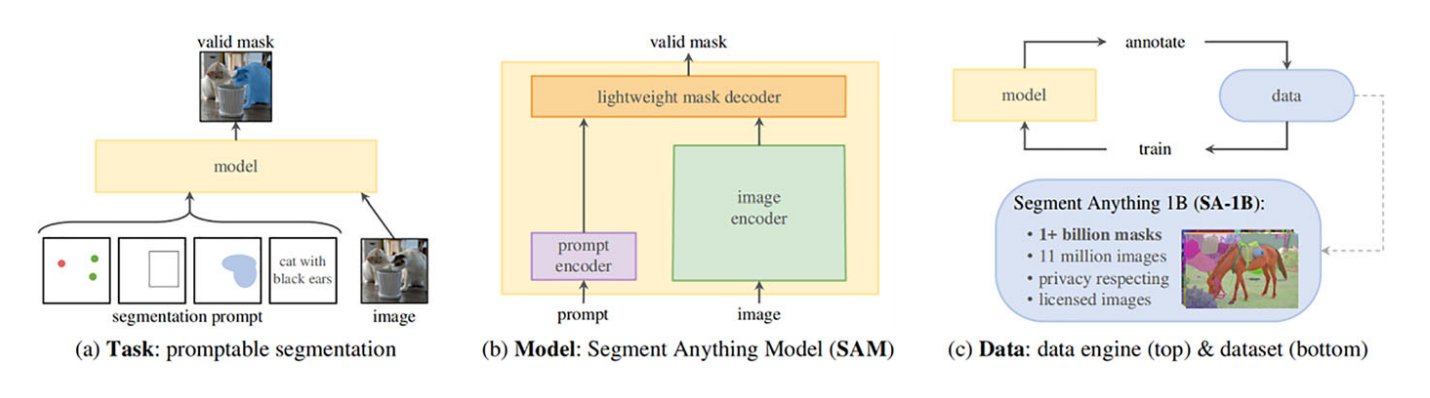 valid mask
model
cat with
black ears
segmentation prompt
image
(a) Task: promptable segmentation
valid mask
lightweight mask decoder
image
encoder
prompt
encoder
prompt
image
(b) Model: Segment Anything Model (SAM)
annotate
model
data
train
Segment Anything 1B (SA-1B):
• 1+ billion masks
• 11 million images
• privacy respecting
• licensed images
(c) Data: data engine (top) & dataset (bottom)